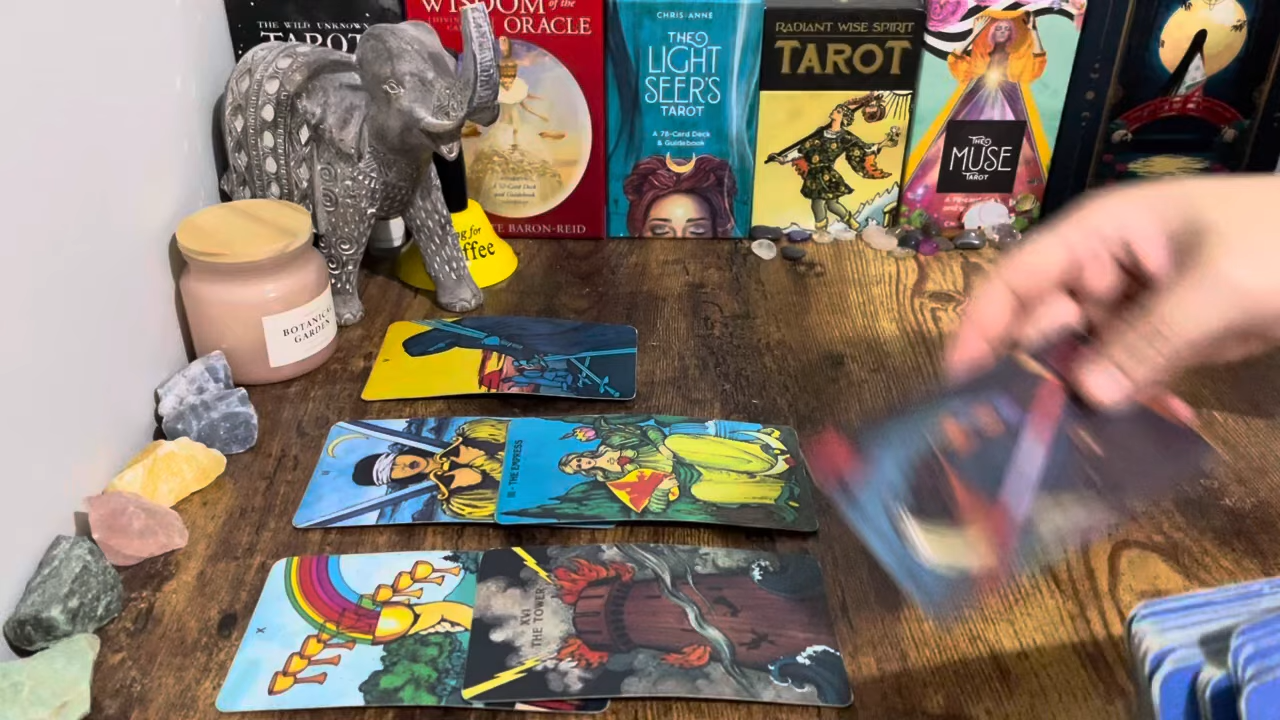 THE WILD UNKNOWN
TAROT
WISDOM of the
ORACLE
BARON-REID
CHRIS-ANNE
THE
LIGHT
SEER'S
TAROT
A 78-Card Deck
& Guidebook
RADIANT WISE SPIRIT
TAROT
THE
MUSE
TAROT
ffee
BOTANIC
GARDEN
III - THE EMPRESS
X
XVI
THE TOWER